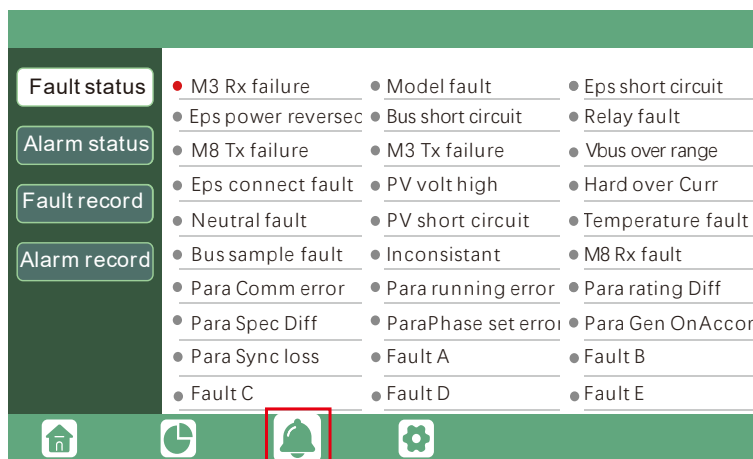 Fault status
Alarm status
Fault record
Alarm record
M3 Rx failure Model fault Eps short circuit
Eps power reversec Bus short circuit Relay fault
M8 Tx failure M3 Tx failure Vbus over range
Eps connect fault PV volt high Hard over Curr
Neutral fault PV short circuit Temperature fault
Bus sample fault Inconsistant M8 Rx fault
Para Comm error Para running error Para rating Diff
Para Spec Diff ParaPhase set error Para Gen OnAccor
Para Sync loss Fault A Fault B
Fault C Fault D Fault E